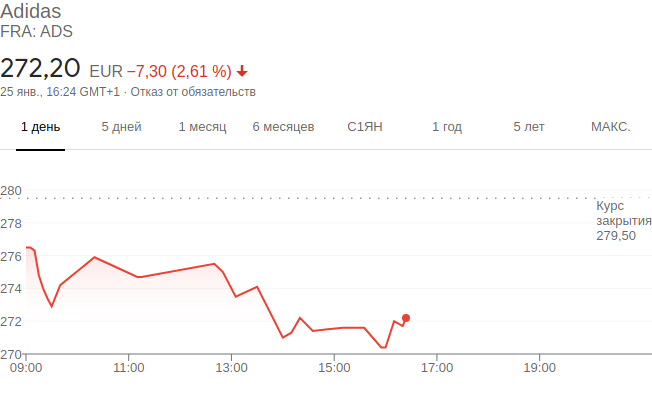 Adidas
FRA: ADS
272,20 EUR −7,30 (2,61 %)
25 янв., 16:24 GMT+1 · Отказ от обязательств
1 день 5 дней 1 месяц 6 месяцев С1ЯН 1 год 5 лет МАКС.
280
Курс
закрытия
279,50
278
276
274
272
270
09:00 11:00 13:00 15:00 17:00 19:00